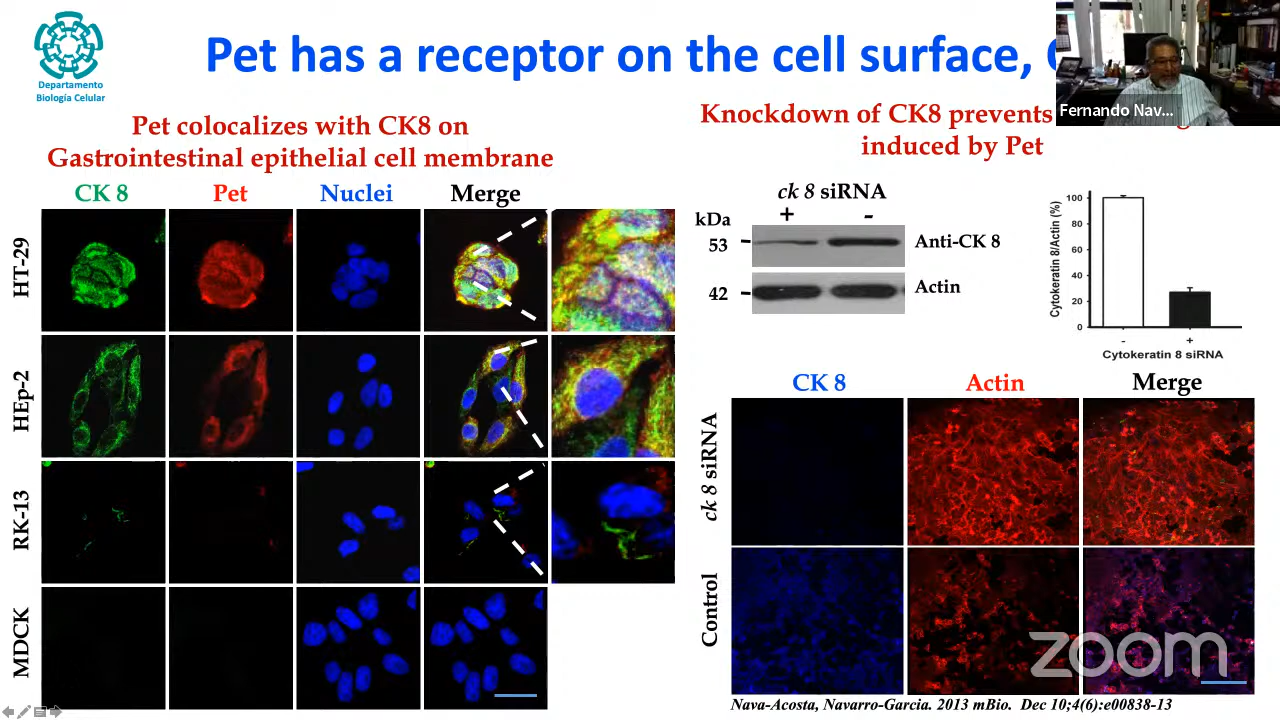 Departamento
Biología Celular
Pet has a receptor on the cell surface,
Fernando Nav...
Pet colocalizes with CK8 on
Gastrointestinal epithelial cell membrane
CK 8 Pet Nuclei Merge
HT-29
HEp-2
RK-13
MDCK
Knockdown of CK8 prevents
induced by Pet
ck 8 siRNA
kDa + -
53 Anti-CK 8
42 Actin
Cytokeratin 8/Actin (%)
100
80
60
40
20
0
- +
Cytokeratin 8 siRNA
CK 8 Actin Merge
ck 8 siRNA
Control
zoom
Nava-Acosta, Navarro-Garcia. 2013 mBio. Dec 10;4(6):e00838-13